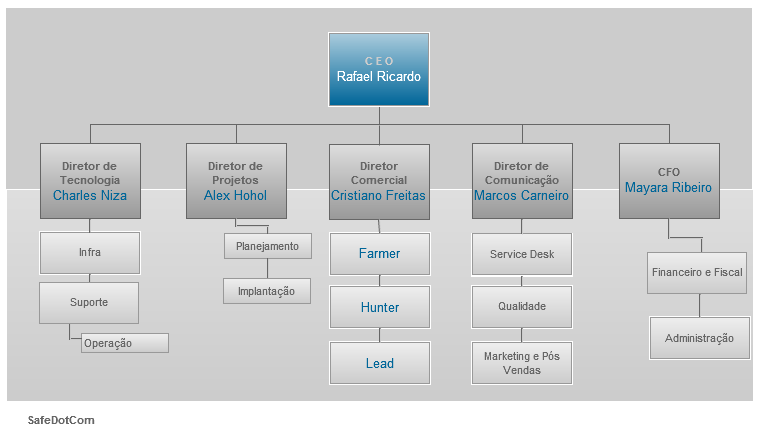 CEO
Rafael Ricardo
Diretor de
Tecnologia
Charles Niza
Diretor de
Projetos
Alex Hohol
Diretor
Comercial
Cristiano Freitas
Diretor de
Comunicação
Marcos Carneiro
CFO
Mayara Ribeiro
Infra
Suporte
Operação
Planejamento
Implantação
Farmer
Hunter
Lead
Service Desk
Qualidade
Marketing e Pós
Vendas
Financeiro e Fiscal
Administração
SafeDotCom